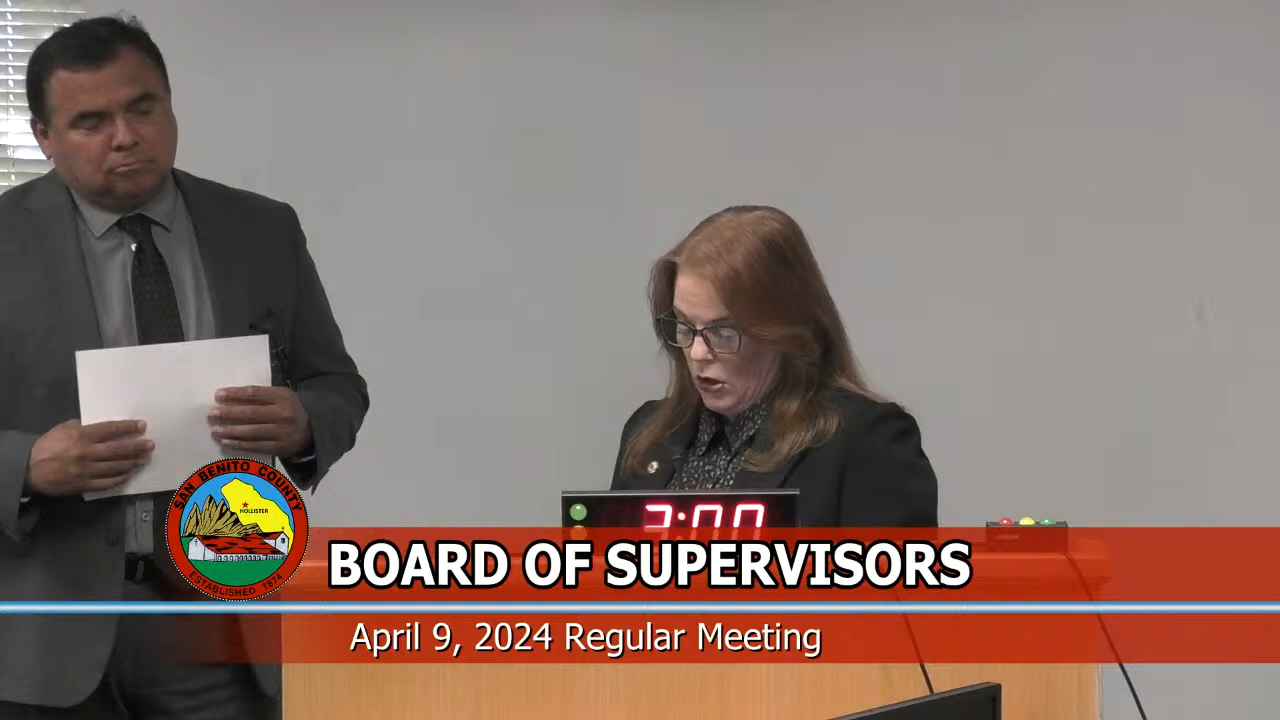 3:00
SAN BENITO COUNTY
HOLLISTER
ESTABLISHED 1874
BOARD OF SUPERVISORS
April 9, 2024 Regular Meeting